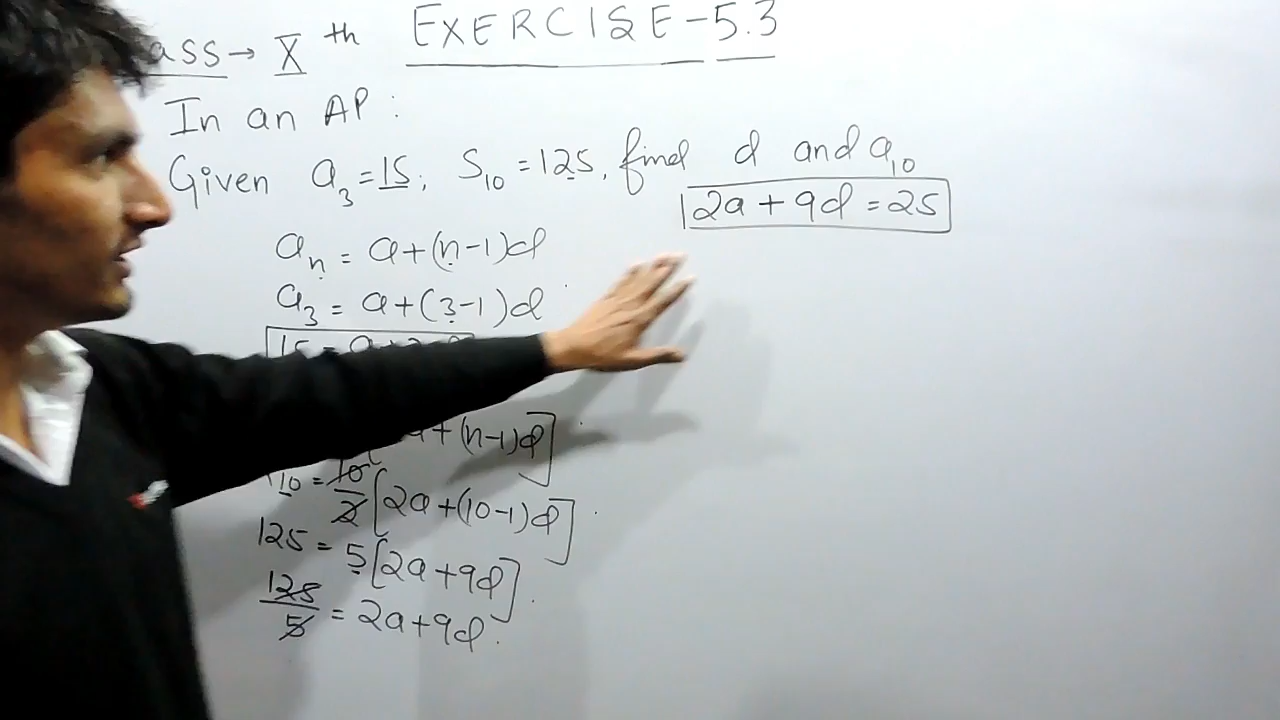 ass → Xth EXERCISE-5.3
In an AP:
Given a₃ = 15; S₁₀ = 125, find d and a₁₀
2a + 9d = 25
aₙ = a + (n-1)d
a₃ = a + (3-1)d
15 = a + 2d
a + (n-1)d]
10 = 10/2 [2a + (10-1)d]
125 = 5[2a + 9d]
125/5 = 2a + 9d.